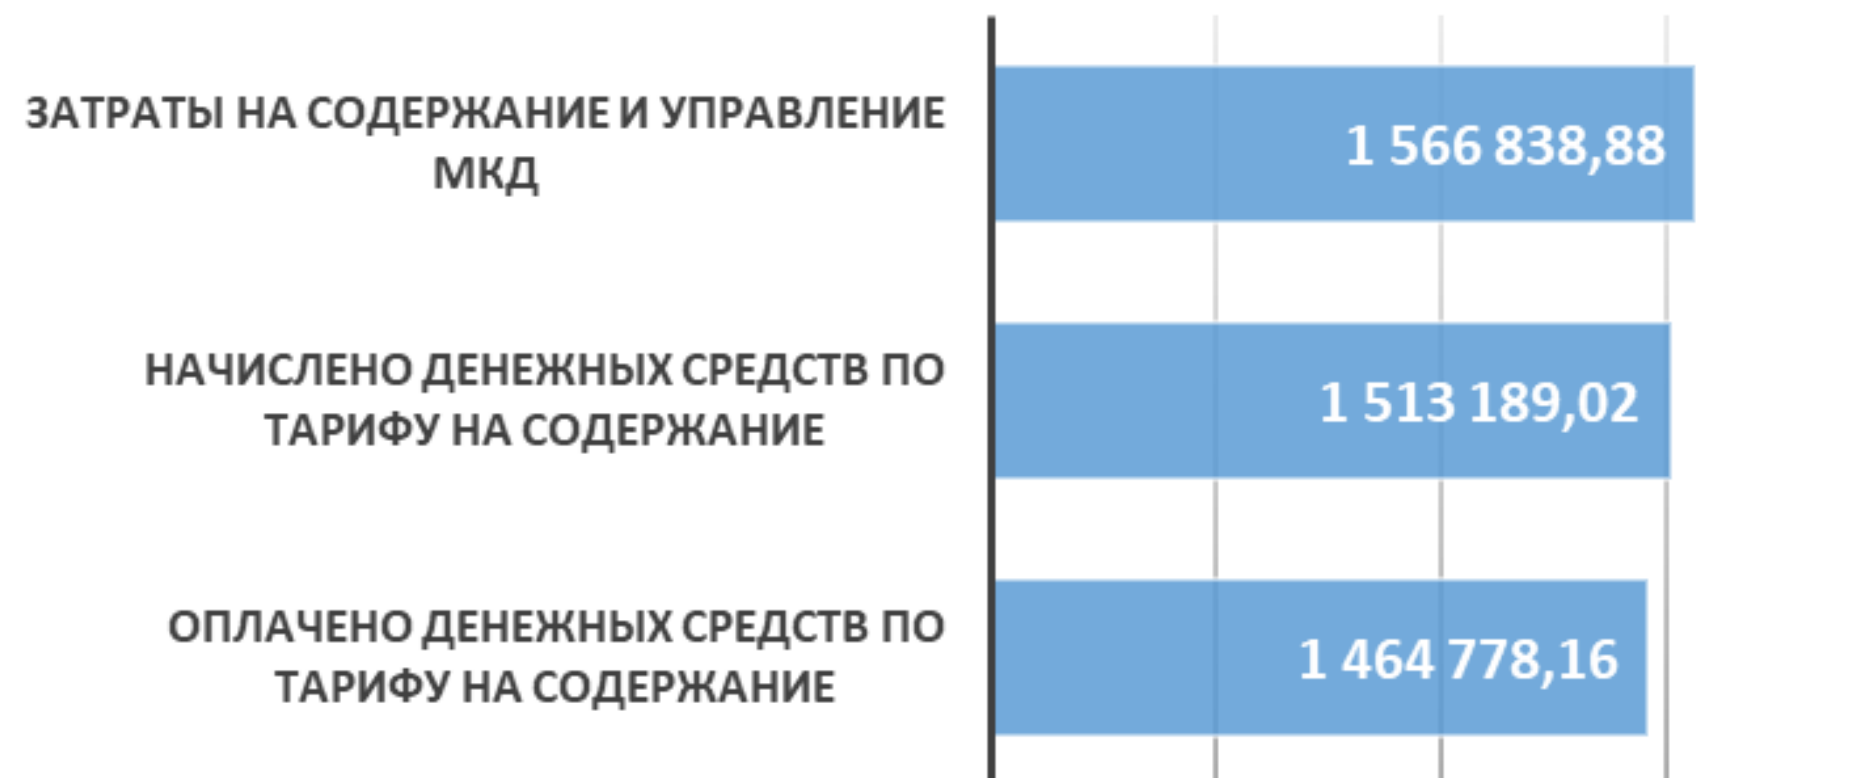 ЗАТРАТЫ НА СОДЕРЖАНИЕ И УПРАВЛЕНИЕ
МКД
1 566 838,88
НАЧИСЛЕНО ДЕНЕЖНЫХ СРЕДСТВ ПО
ТАРИФУ НА СОДЕРЖАНИЕ
1 513 189,02
ОПЛАЧЕНО ДЕНЕЖНЫХ СРЕДСТВ ПО
ТАРИФУ НА СОДЕРЖАНИЕ
1 464 778,16